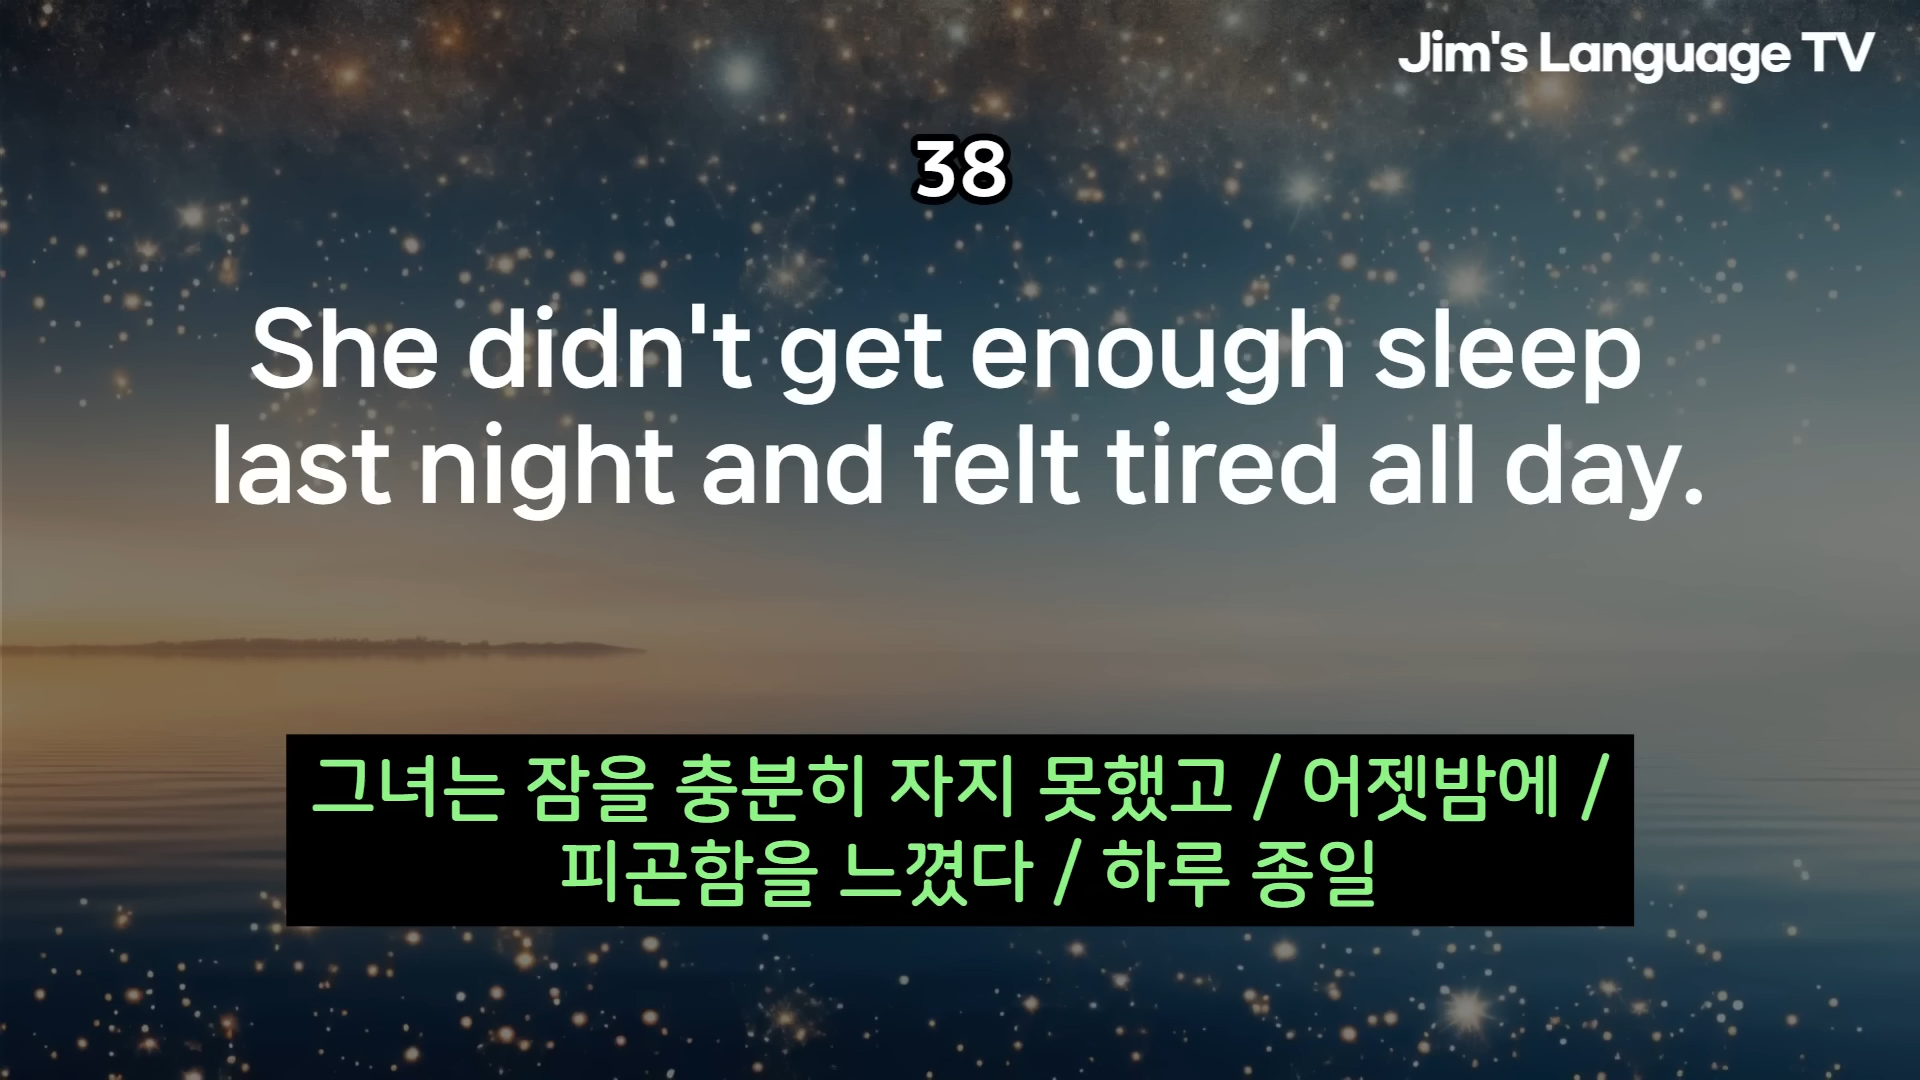 Jim's Language TV
38
She didn't get enough sleep
last night and felt tired all day.
그녀는 잠을 충분히 자지 못했고 / 어젯밤에 /
피곤함을 느꼈다 / 하루 종일